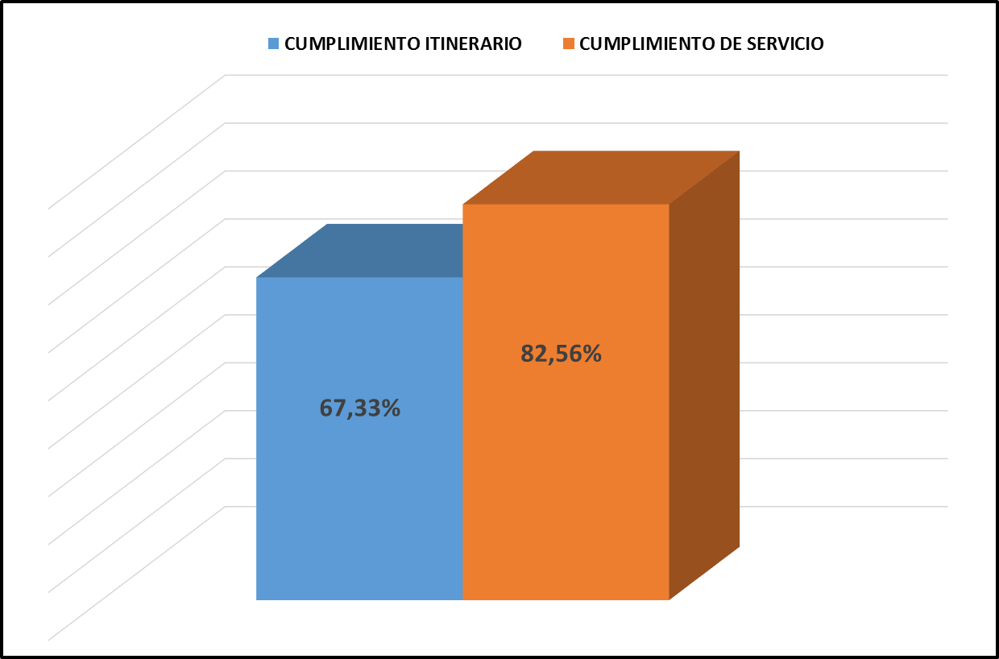 CUMPLIMIENTO ITINERARIO CUMPLIMIENTO DE SERVICIO
82,56%
67,33%